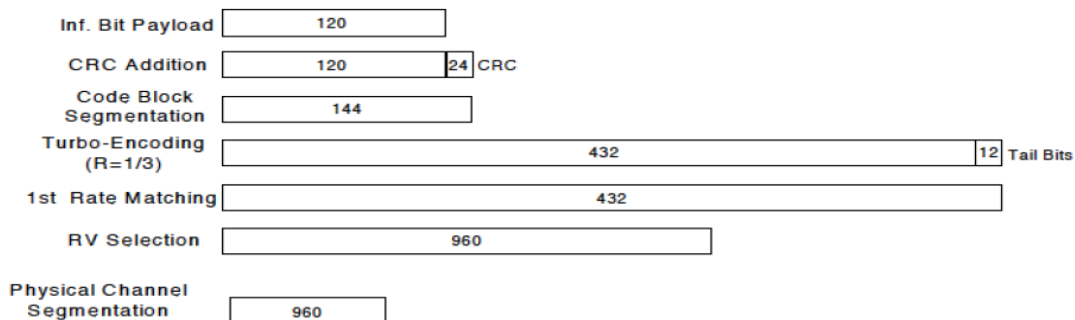 Inf. Bit Payload 120
CRC Addition 120 24 CRC
Code Block
Segmentation 144
Turbo-Encoding
(R=1/3) 432 12 Tail Bits
1st Rate Matching 432
RV Selection 960
Physical Channel
Segmentation 960